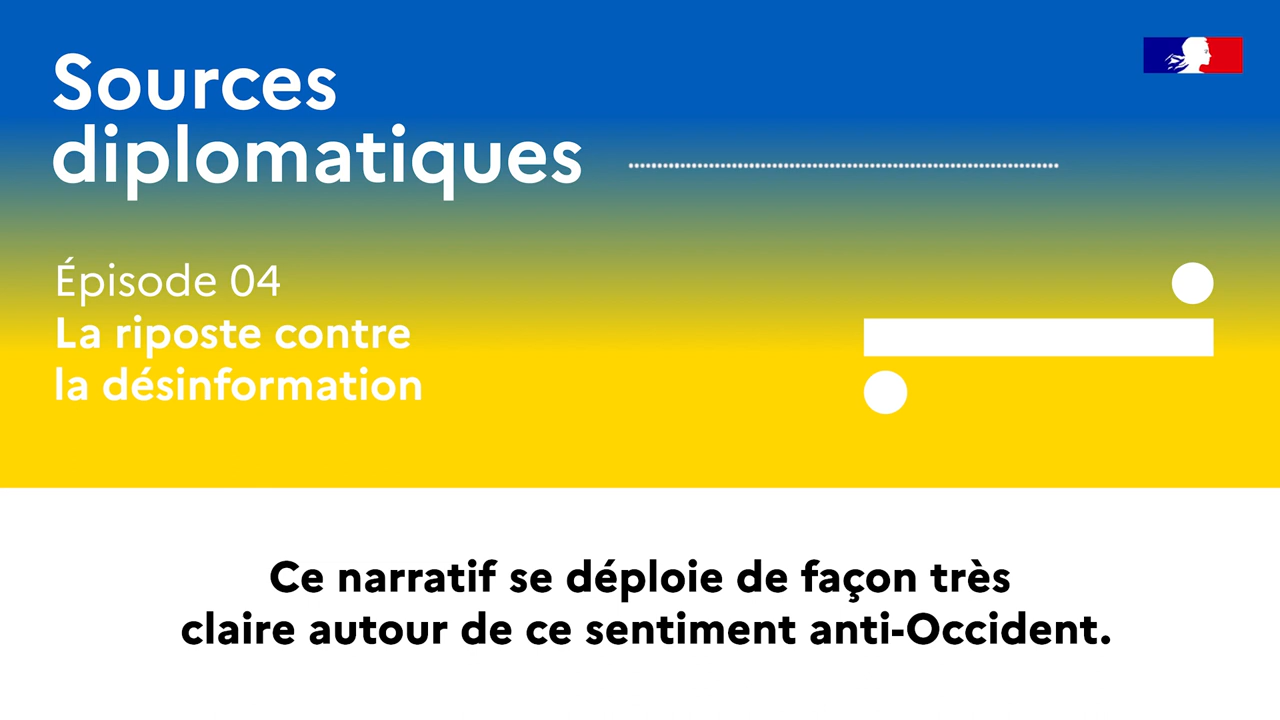 Sources
diplomatiques
Épisode 04
La riposte contre
la désinformation
Ce narratif se déploie de façon très
claire autour de ce sentiment anti-Occident.